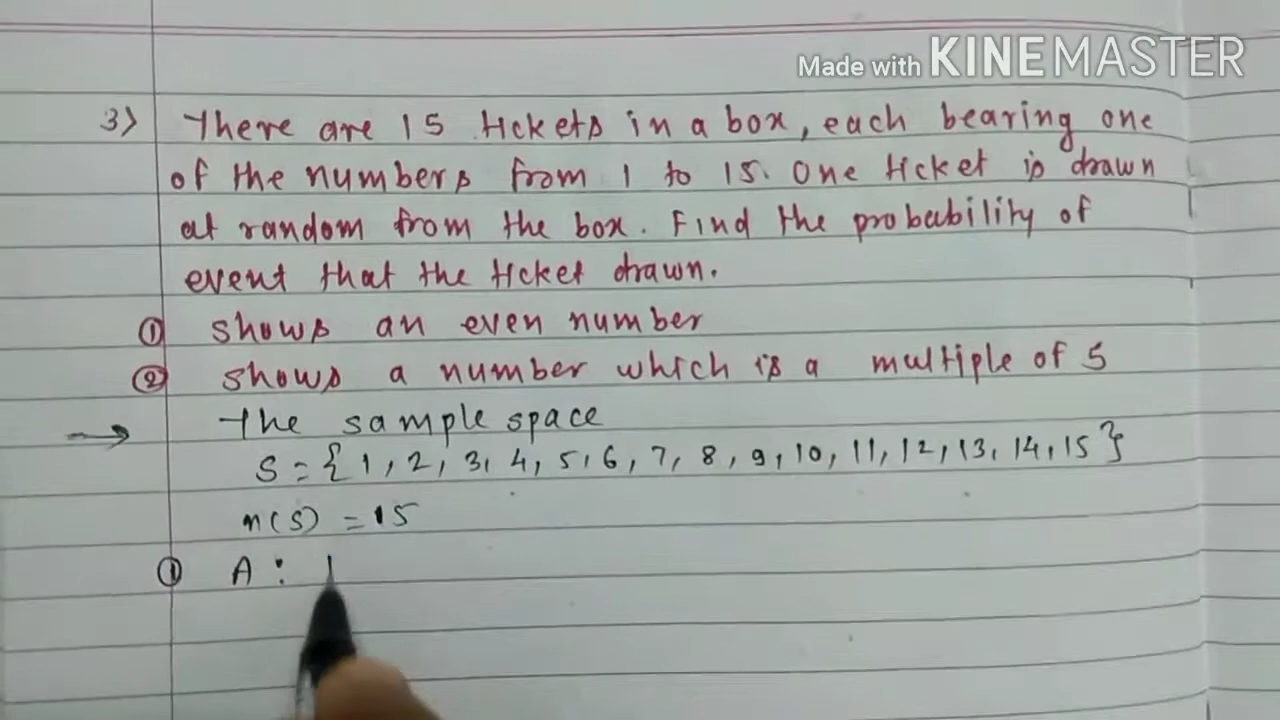 Made with KINEMASTER
3) There are 15 tickets in a box, each bearing one
of the numbers from 1 to 15. One ticket is drawn
at random from the box. Find the probability of
event that the ticket drawn.
① shows an even number
② shows a number which is a multiple of 5
→ The sample space
S = { 1, 2, 3, 4, 5, 6, 7, 8, 9, 10, 11, 12, 13, 14, 15 }
n(S) = 15
① A :